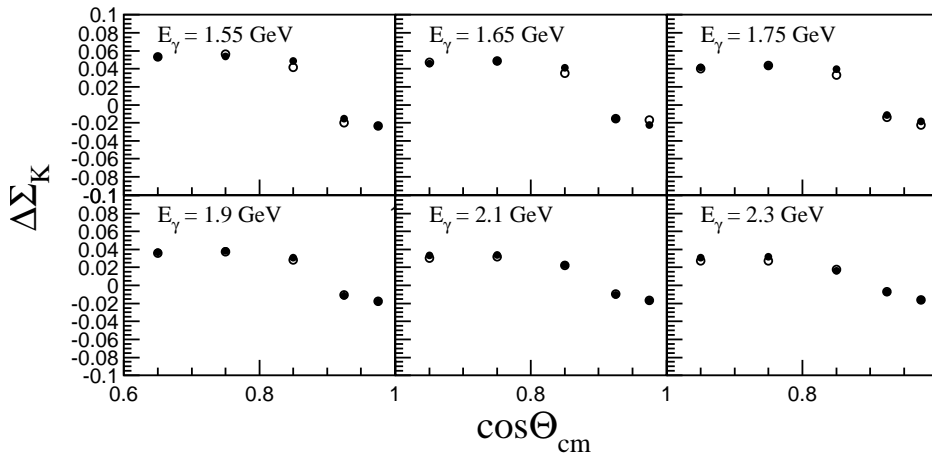 0.1
E_γ = 1.55 GeV
E_γ = 1.65 GeV
E_γ = 1.75 GeV
0.08
0.06
0.04
0.02
0
-0.02
-0.04
-0.06
-0.08
-0.1
E_γ = 1.9 GeV
E_γ = 2.1 GeV
E_γ = 2.3 GeV
0.08
0.06
0.04
0.02
0
-0.02
-0.04
-0.06
-0.08
-0.1
0.6 0.8 1 0.8 1 0.8
ΔΣ_K
cosΘ_cm